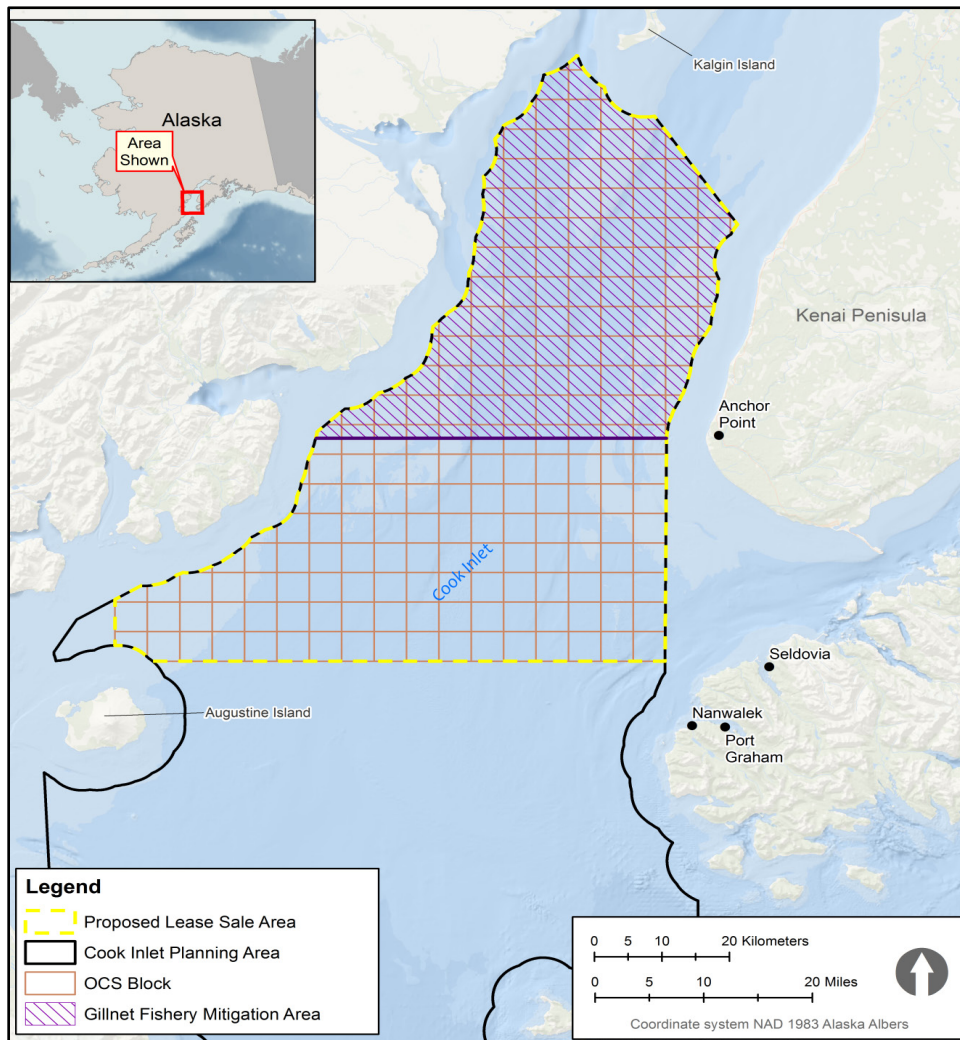 Alaska
Area
Shown
Kalgin Island
Kenai Penisula
Anchor
Point
Cook Inlet
Seldovia
Augustine Island
Nanwalek
Port
Graham
Legend
Proposed Lease Sale Area
Cook Inlet Planning Area
OCS Block
Gillnet Fishery Mitigation Area
0 5 10 20 Kilometers
0 5 10 20 Miles
Coordinate system NAD 1983 Alaska Albers